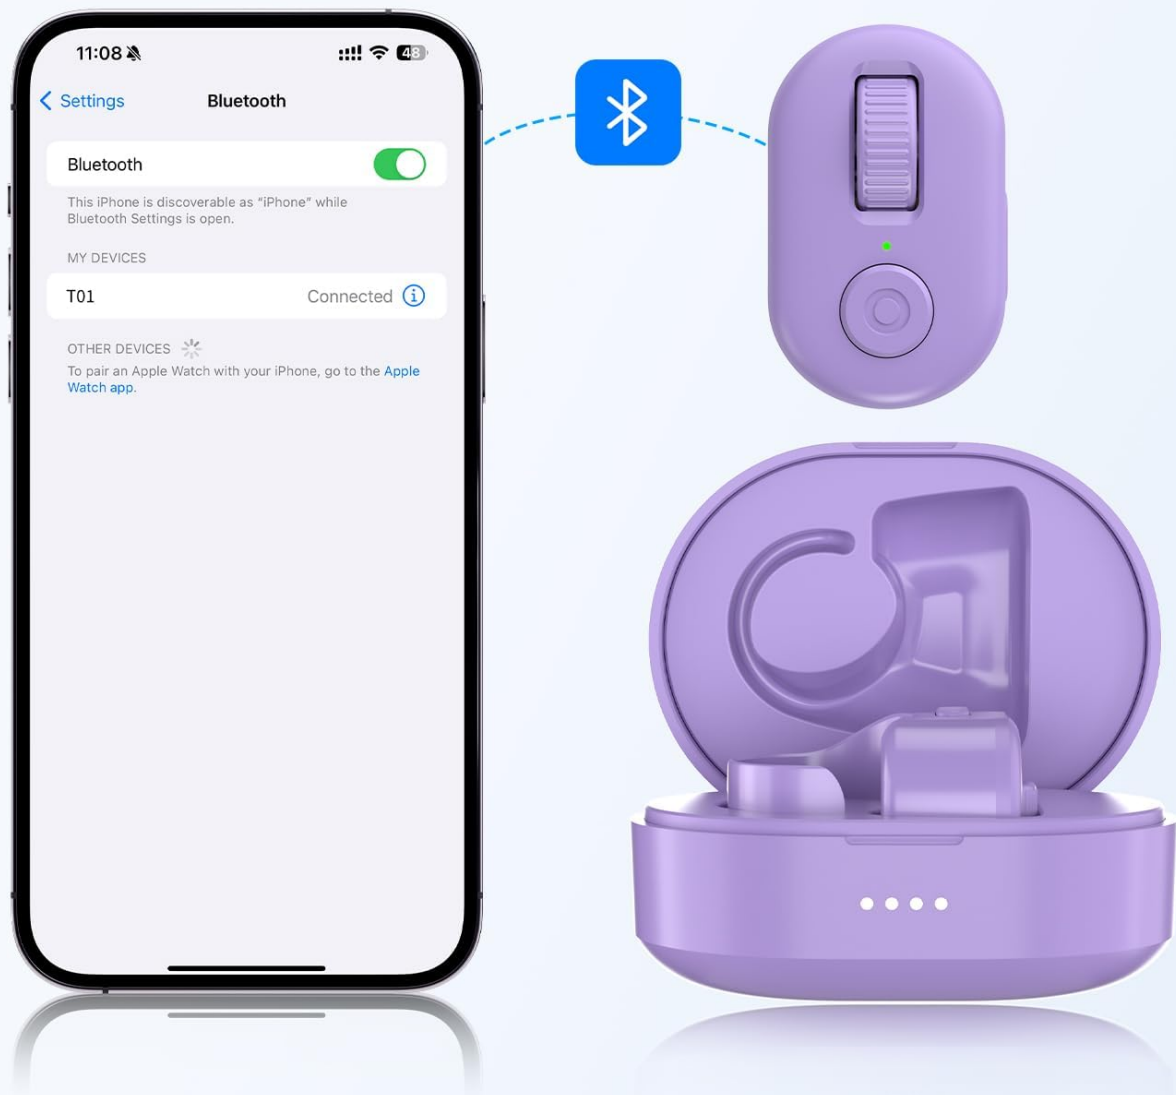 11:08
48
Settings
Bluetooth
Bluetooth
This iPhone is discoverable as “iPhone” while
Bluetooth Settings is open.
MY DEVICES
T01
Connected
OTHER DEVICES
To pair an Apple Watch with your iPhone, go to the Apple
Watch app.